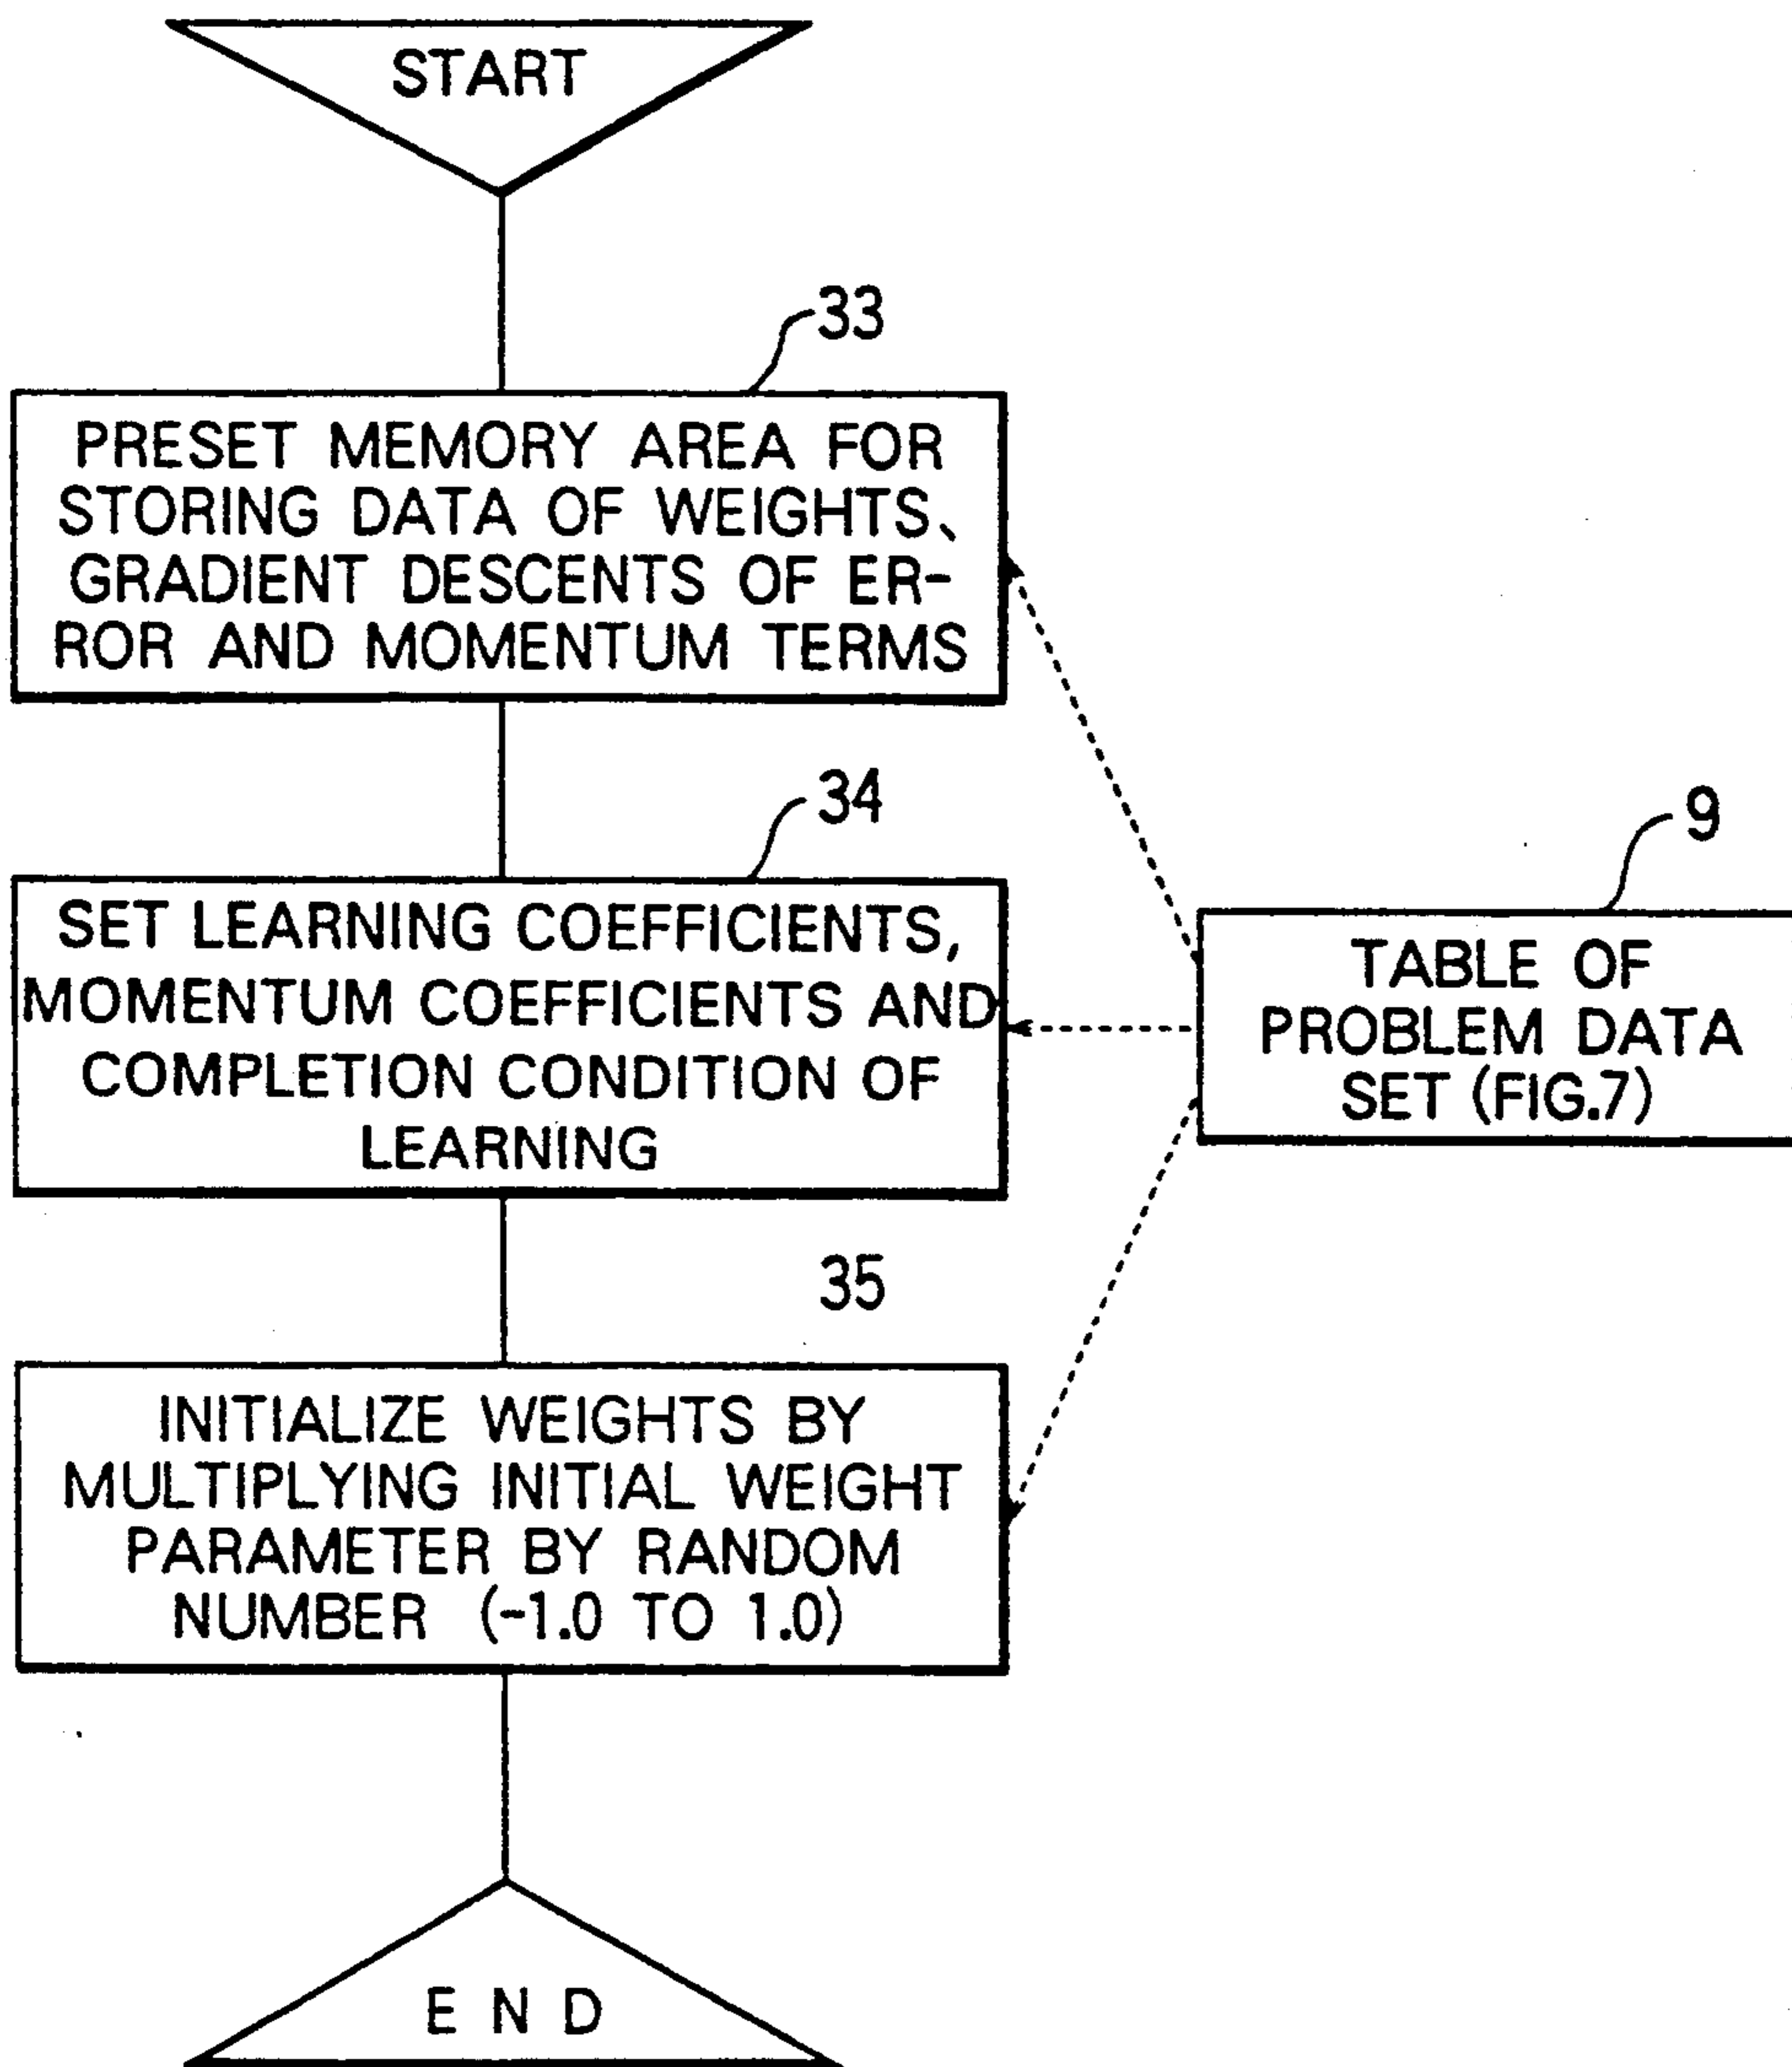 START
33
PRESET MEMORY AREA FOR
STORING DATA OF WEIGHTS,
GRADIENT DESCENTS OF ER-
ROR AND MOMENTUM TERMS
34
SET LEARNING COEFFICIENTS,
MOMENTUM COEFFICIENTS AND
COMPLETION CONDITION OF
LEARNING
9
TABLE OF
PROBLEM DATA
SET (FIG.7)
35
INITIALIZE WEIGHTS BY
MULTIPLYING INITIAL WEIGHT
PARAMETER BY RANDOM
NUMBER (-1.0 TO 1.0)
END